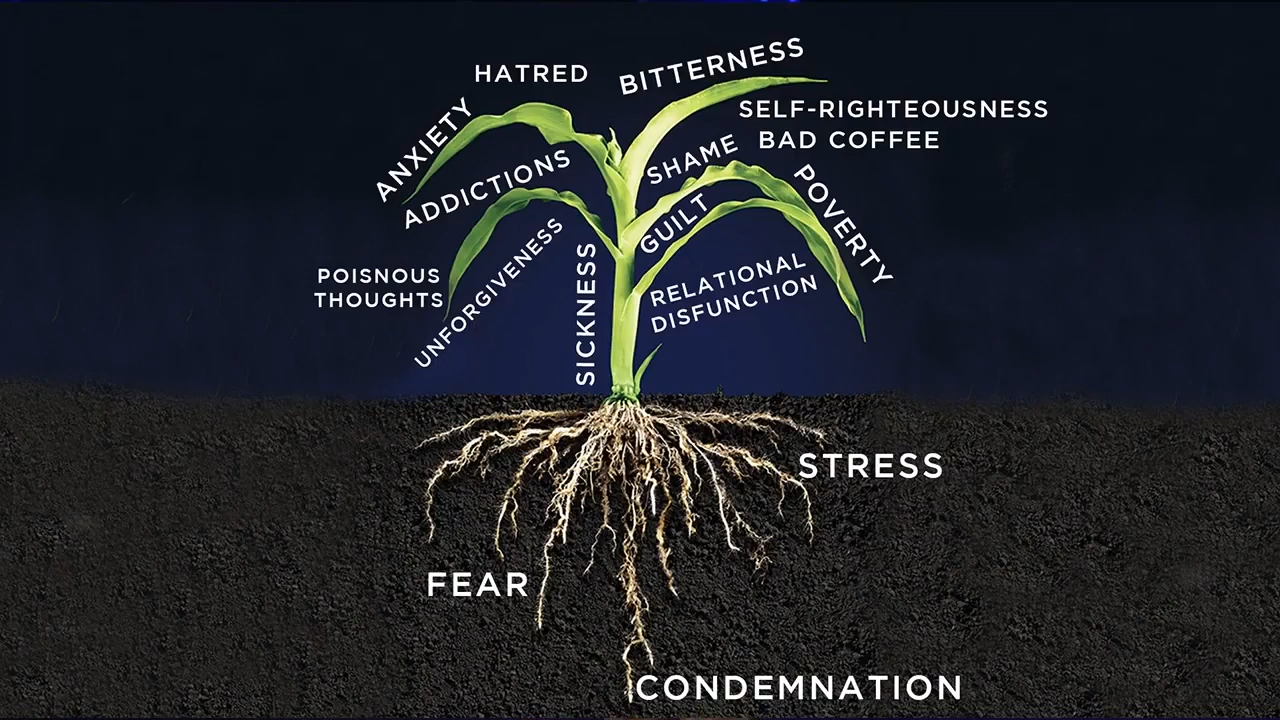 HATRED
BITTERNESS
ANXIETY
SELF-RIGHTEOUSNESS
BAD COFFEE
ADDICTIONS
SHAME
POVERTY
GUILT
POISNOUS
THOUGHTS
UNFORGIVENESS
SICKNESS
RELATIONAL
DISFUNCTION
STRESS
FEAR
CONDEMNATION